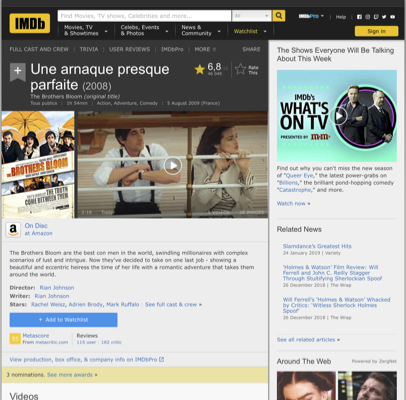 IMDb
Find Movies, TV shows, Celebrities and more...
All
IMDbPro
Help
Movies, TV
& Showtimes
Celebs, Events
& Photos
News &
Community
Watchlist
Sign in
FULL CAST AND CREW | TRIVIA | USER REVIEWS | IMDbPro | MORE
SHARE
Une arnaque presque
parfaite (2008)
The Brothers Bloom (original title)
Tous publics | 1h 54min | Action, Adventure, Comedy | 5 August 2009 (France)
6,8
Rate
This
THE BROTHERS BLOOM
On Disc
at Amazon
The Brothers Bloom are the best con men in the world, swindling millionaires with complex
scenarios of lust and intrigue. Now they've decided to take on one last job - showing a
beautiful and eccentric heiress the time of her life with a romantic adventure that takes them
around the world.
Director: Rian Johnson
Writer: Rian Johnson
Stars: Rachel Weisz, Adrien Brody, Mark Ruffalo | See full cast & crew »
+ Add to Watchlist
Metascore
From metacritic.com
Reviews
115 user | 182 critic
View production, box office, & company info on IMDbPro
3 nominations. See more awards »
Videos
The Shows Everyone Will Be Talking
About This Week
IMDb's
WHAT'S
ON TV
PRESENTED BY
Find out why you can't miss the new season
of "Queer Eye," the latest power-grabs on
"Billions," the brilliant pond-hopping comedy
"Catastrophe," and more.
Watch now »
Related News
Slamdance's Greatest Hits
24 January 2019 | Variety
'Holmes & Watson' Film Review: Will
Ferrell and John C. Reilly Stagger
Through Sherlockian Spoof
26 December 2018 | The Wrap
Will Ferrell's 'Holmes & Watson' Whacked
by Critics: 'Witless Sherlock Holmes
Spoof'
26 December 2018 | The Wrap
See all related articles »
Around The Web
Powered by ZergNet